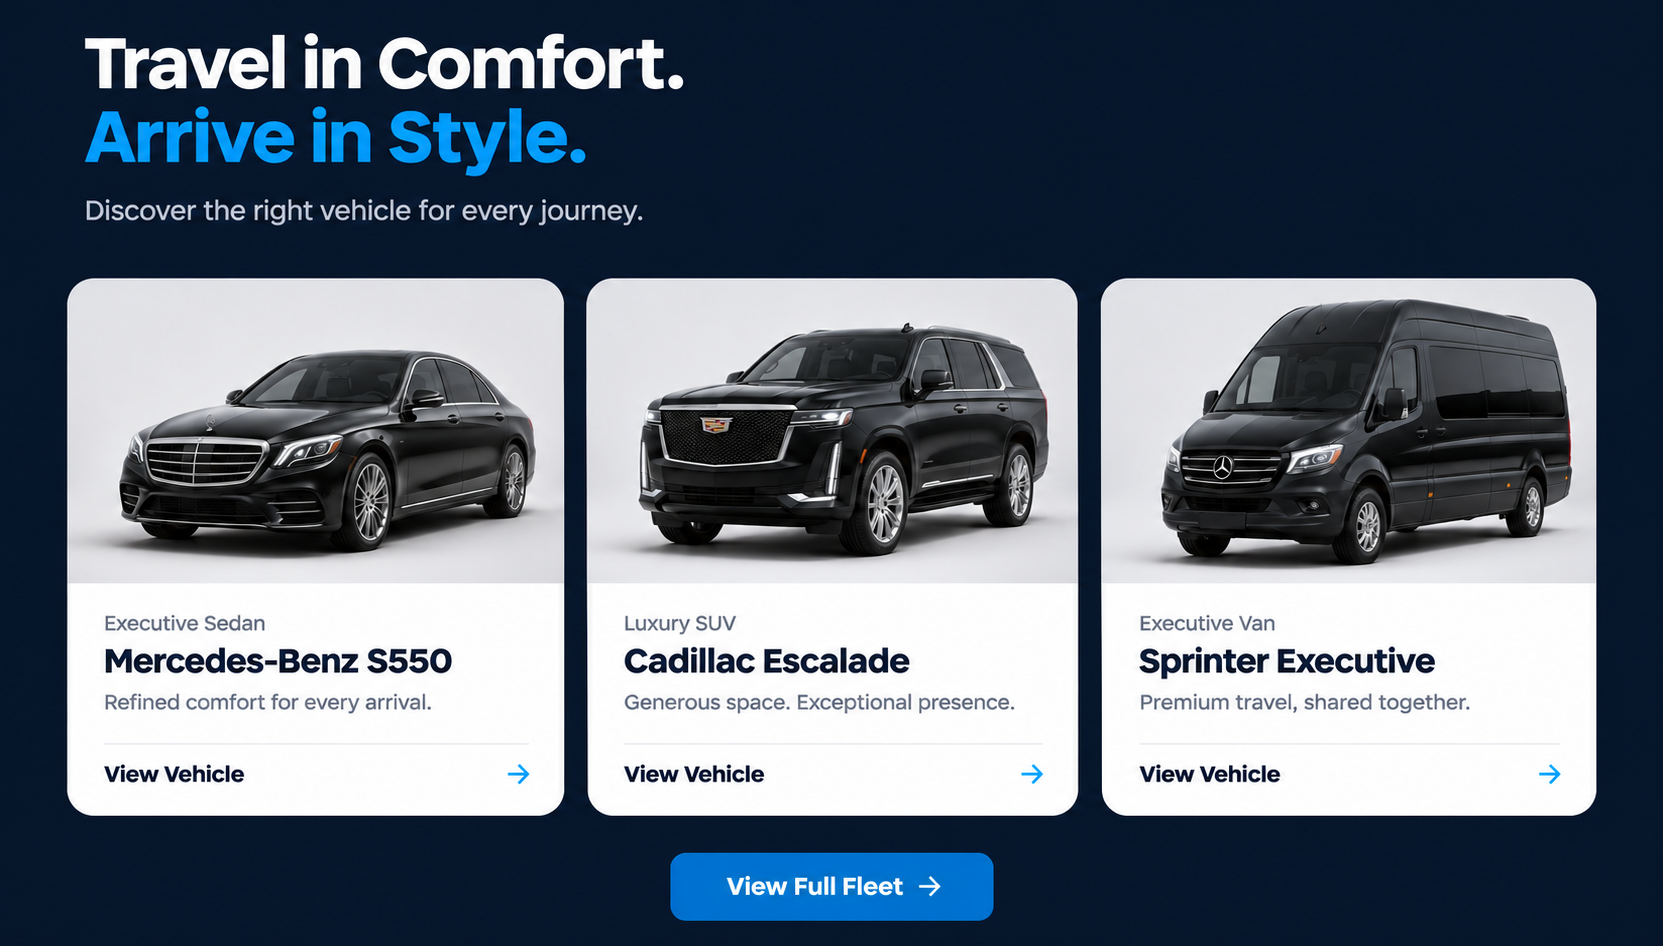 Travel in Comfort.
Arrive in Style.
Discover the right vehicle for every journey.
Executive Sedan
Mercedes-Benz S550
Refined comfort for every arrival.
View Vehicle
Luxury SUV
Cadillac Escalade
Generous space. Exceptional presence.
View Vehicle
Executive Van
Sprinter Executive
Premium travel, shared together.
View Vehicle
View Full Fleet